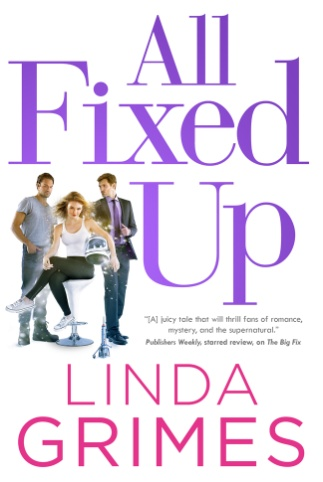 All
Fixed
Up
“[A] juicy tale that will thrill fans of romance,
mystery, and the supernatural.”
Publishers Weekly, starred review, on The Big Fix
LINDA
GRIMES